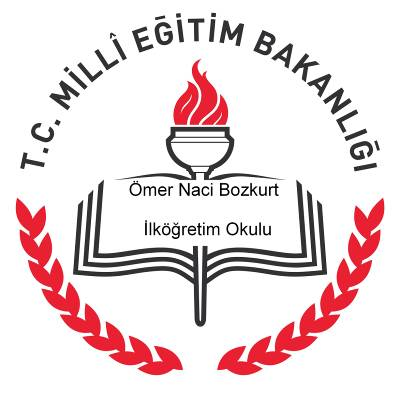 T.C. MİLLÎ EĞİTİM BAKANLIĞI
Ömer Naci Bozkurt
İlköğretim Okulu